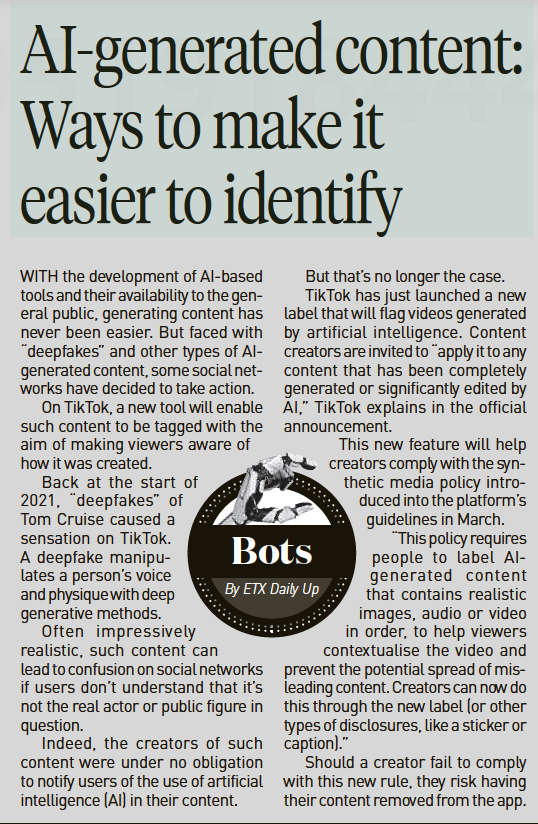 AI-generated content:
Ways to make it
easier to identify
WITH the development of AI-based
tools and their availability to the gen-
eral public, generating content has
never been easier. But faced with
“deepfakes” and other types of AI-
generated content, some social net-
works have decided to take action.
On TikTok, a new tool will enable
such content to be tagged with the
aim of making viewers aware of
how it was created.
Back at the start of
2021, “deepfakes” of
Tom Cruise caused a
sensation on TikTok.
A deepfake manipu-
lates a person’s voice
and physique with deep
generative methods.
Often impressively
realistic, such content can
lead to confusion on social networks
if users don’t understand that it’s
not the real actor or public figure in
question.
Indeed, the creators of such
content were under no obligation
to notify users of the use of artificial
intelligence (AI) in their content.
Bots
By ETX Daily Up
But that’s no longer the case.
TikTok has just launched a new
label that will flag videos generated
by artificial intelligence. Content
creators are invited to “apply it to any
content that has been completely
generated or significantly edited by
AI,” TikTok explains in the official
announcement.
This new feature will help
creators comply with the syn-
thetic media policy intro-
duced into the platform’s
guidelines in March.
“This policy requires
people to label AI-
generated content
that contains realistic
images, audio or video
in order, to help viewers
contextualise the video and
prevent the potential spread of mis-
leading content. Creators can now do
this through the new label (or other
types of disclosures, like a sticker or
caption).”
Should a creator fail to comply
with this new rule, they risk having
their content removed from the app.